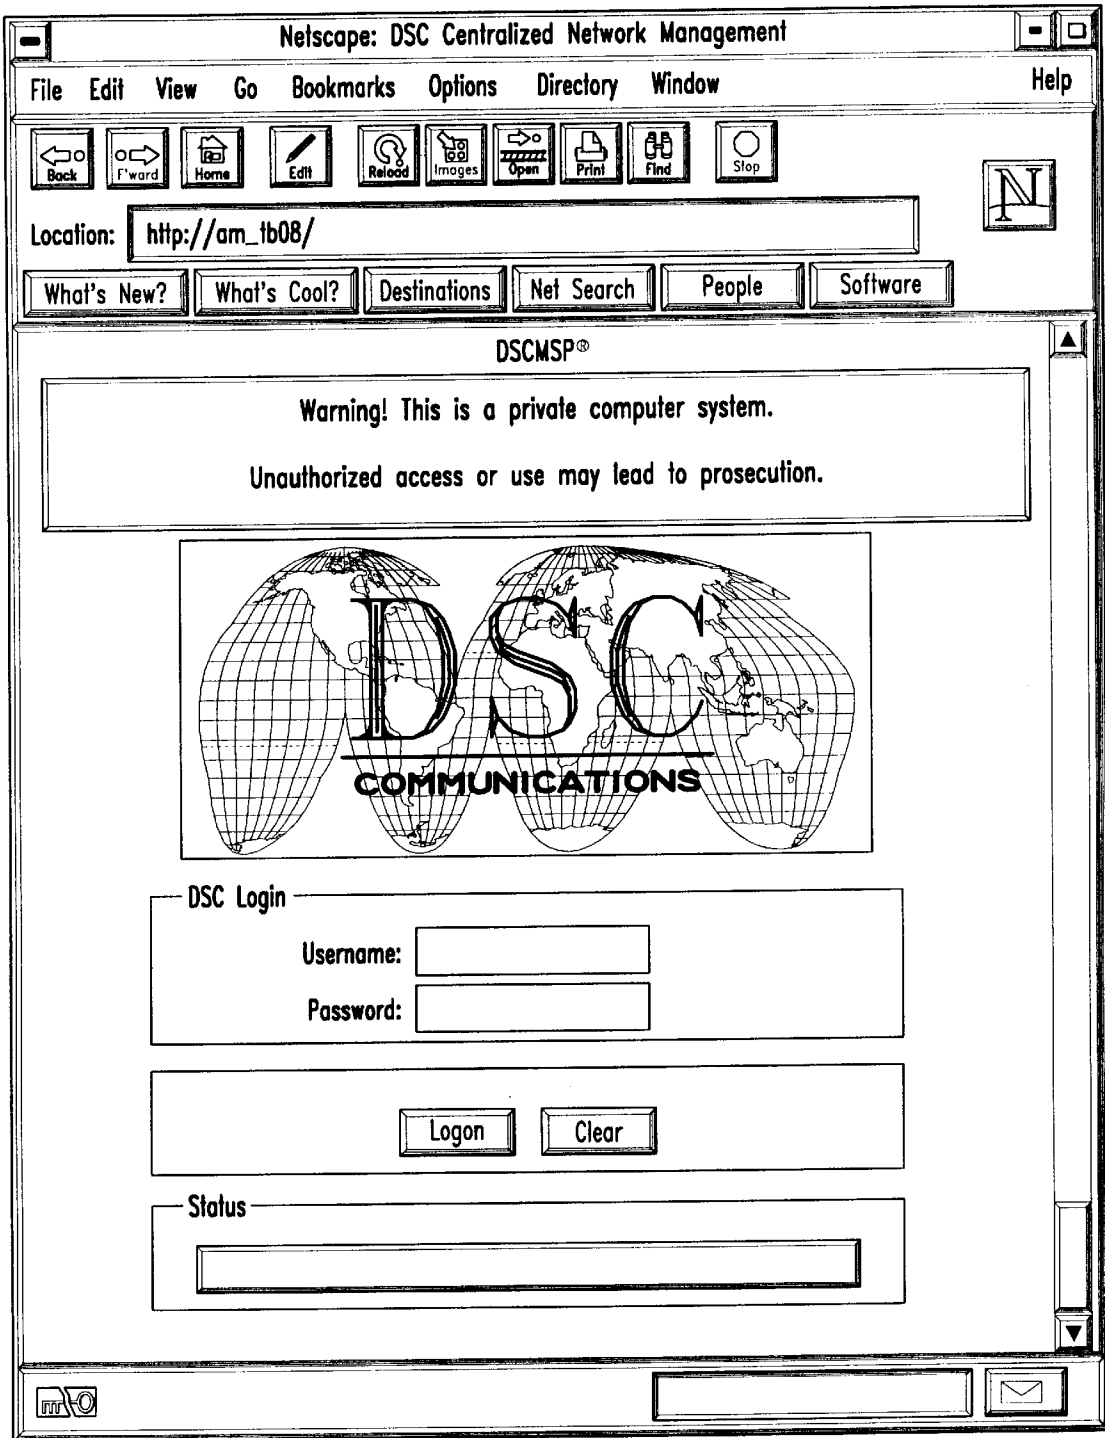 Netscape: DSC Centralized Network Management
File Edit View Go Bookmarks Options Directory Window Help
Back F'ward Home Edit Reload Images Open Print Find Stop
N
Location: http://am_tb08/
What's New? What's Cool? Destinations Net Search People Software
DSCMSP®
Warning! This is a private computer system.
Unauthorized access or use may lead to prosecution.
DSC
COMMUNICATIONS
DSC Login
Username:
Password:
Logon Clear
Status